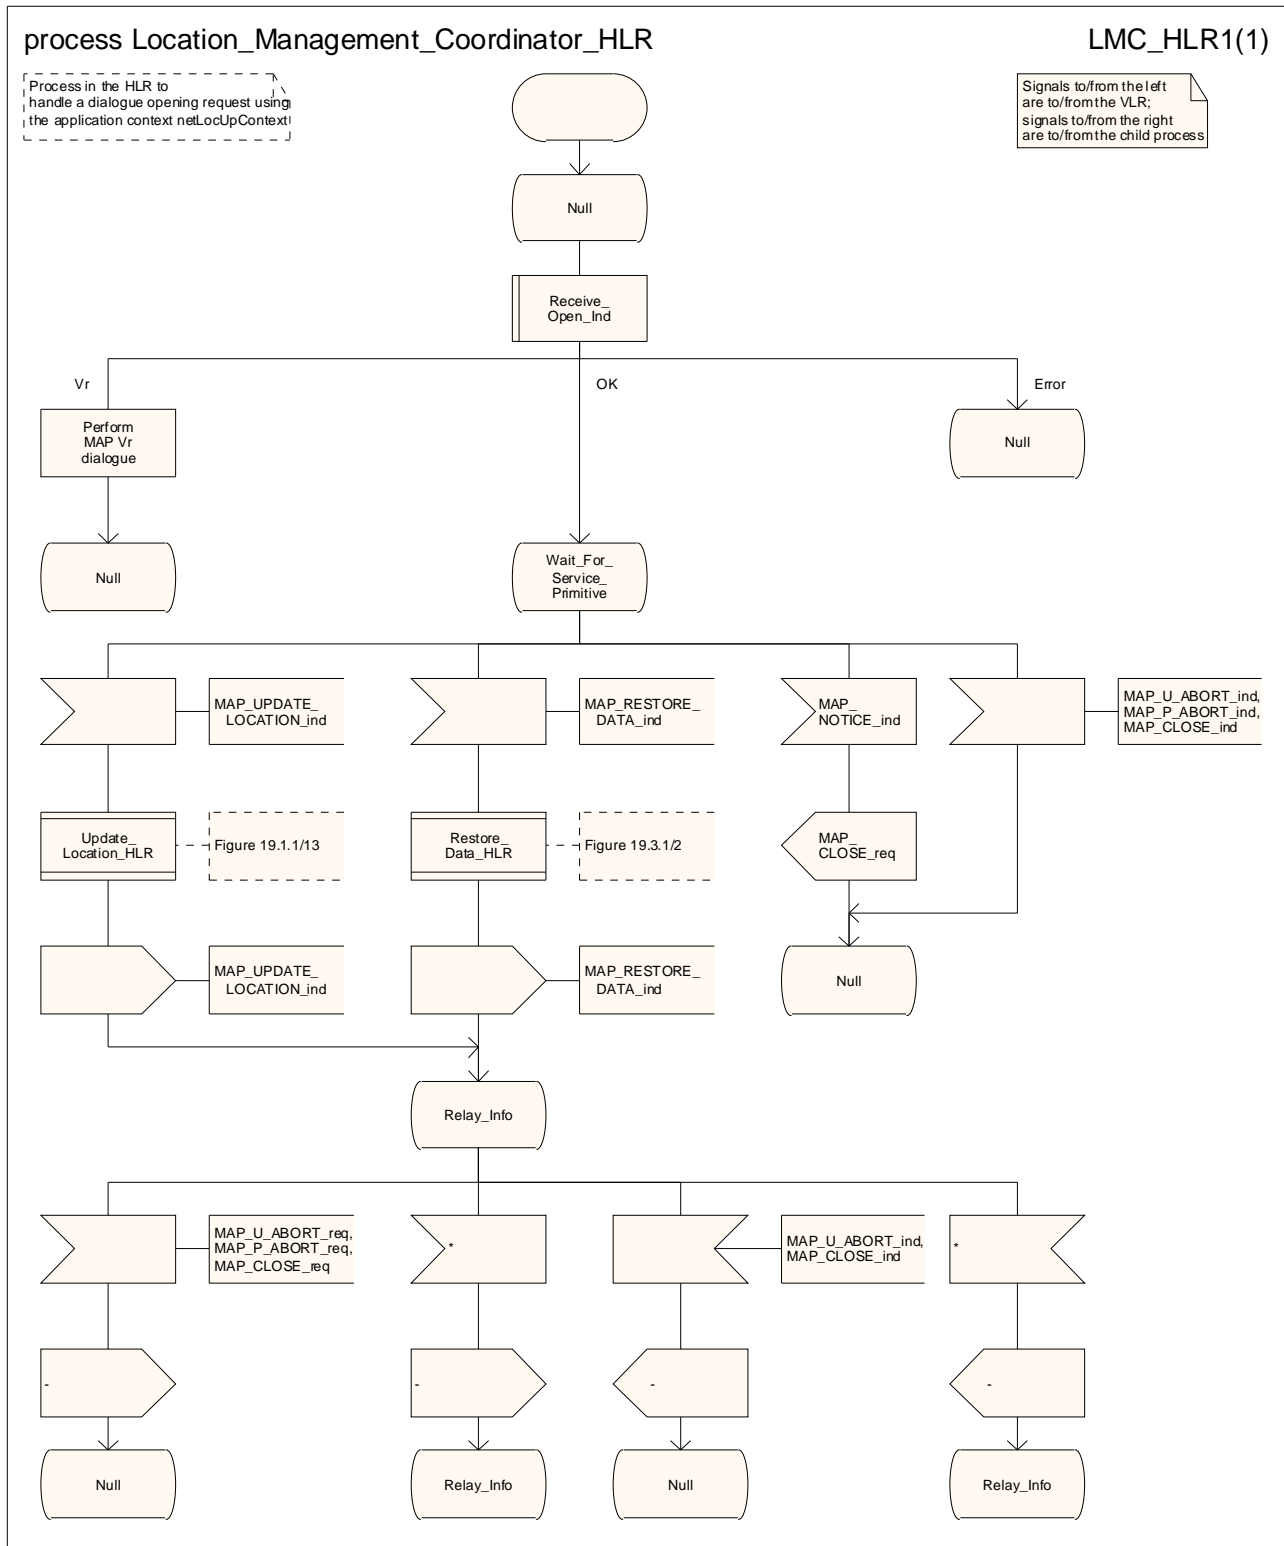 process Location_Management_Coordinator_HLR
LMC_HLR1(1)
Process in the HLR to
handle a dialogue opening request using
the application context netLocUpContext
Signals to/from the left
are to/from the VLR;
signals to/from the right
are to/from the child process
Null
Receive_
Open_Ind
Vr
OK
Error
Perform
MAP Vr
dialogue
Null
Null
Wait_For_
Service_
Primitive
Null
MAP_UPDATE_
LOCATION_ind
MAP_RESTORE_
DATA_ind
MAP_
NOTICE_ind
MAP_U_ABORT_ind,
MAP_P_ABORT_ind,
MAP_CLOSE_ind
Update_
Location_HLR
Figure 19.1.1/13
Restore_
Data_HLR
Figure 19.3.1/2
MAP_
CLOSE_req
MAP_UPDATE_
LOCATION_ind
MAP_RESTORE_
DATA_ind
Null
Relay_Info
MAP_U_ABORT_req,
MAP_P_ABORT_req,
MAP_CLOSE_req
*
MAP_U_ABORT_ind,
MAP_CLOSE_ind
*
-
-
-
-
Null
Relay_Info
Null
Relay_Info